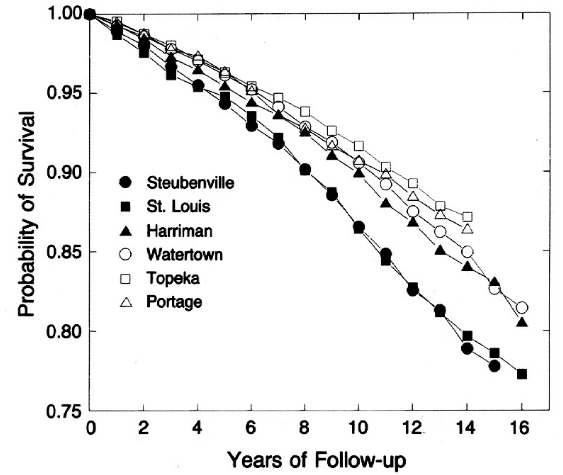 1.00
0.95
0.90
0.85
0.80
0.75
Probability of Survival
Steubenville
St. Louis
Harriman
Watertown
Topeka
Portage
0 2 4 6 8 10 12 14 16
Years of Follow-up